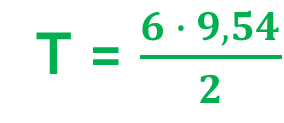 T = 6 · 9,54 / 2